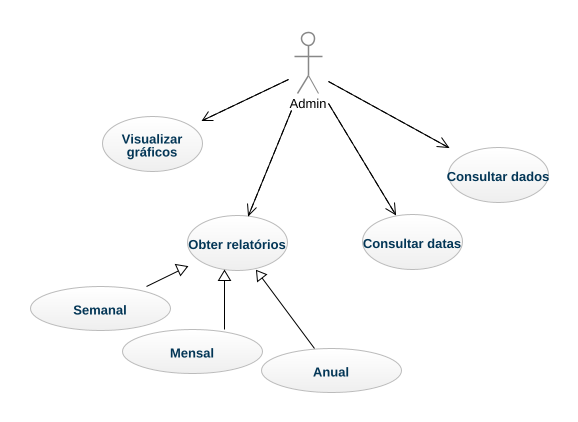 Admin
Visualizar
gráficos
Consultar dados
Obter relatórios
Consultar datas
Semanal
Mensal
Anual